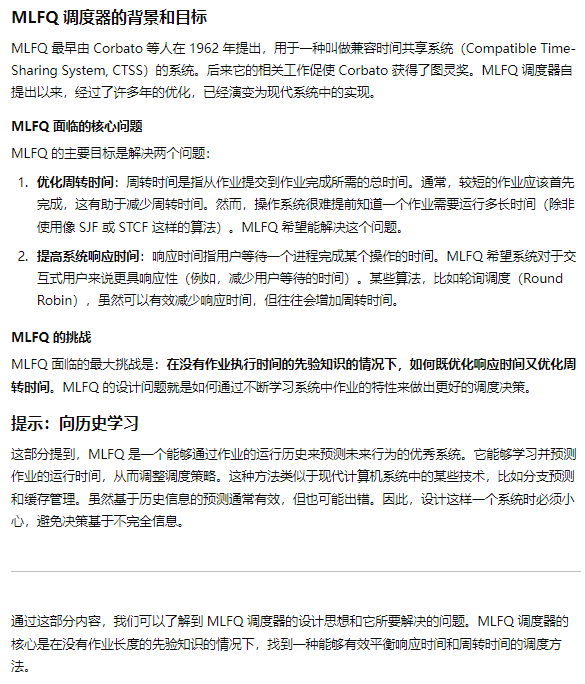 MLFQ 调度器的背景和目标
MLFQ 最早由 Corbato 等人在 1962 年提出，用于一种叫做兼容时间共享系统（Compatible Time-
Sharing System, CTSS）的系统。后来它的相关工作促使 Corbato 获得了图灵奖。MLFQ 调度器自
提出以来，经过了许多年的优化，已经演变为现代系统中的实现。
MLFQ 面临的核心问题
MLFQ 的主要目标是解决两个问题：
1. 优化周转时间：周转时间是指从作业提交到作业完成所需的总时间。通常，较短的作业应该首先
完成，这有助于减少周转时间。然而，操作系统很难提前知道一个作业需要运行多长时间（除非
使用像 SJF 或 STCF 这样的算法）。MLFQ 希望能解决这个问题。
2. 提高系统响应时间：响应时间指用户等待一个进程完成某个操作的时间。MLFQ 希望系统对于交
互式用户来说更具响应性（例如，减少用户等待的时间）。某些算法，比如轮询调度（Round
Robin），虽然可以有效减少响应时间，但往往会增加周转时间。
MLFQ 的挑战
MLFQ 面临的最大挑战是：在没有作业执行时间的先验知识的情况下，如何既优化响应时间又优化周
转时间。MLFQ 的设计问题就是如何通过不断学习系统中作业的特性来做出更好的调度决策。
提示：向历史学习
这部分提到，MLFQ 是一个能够通过作业的运行历史来预测未来行为的优秀系统。它能够学习并预测
作业的运行时间，从而调整调度策略。这种方法类似于现代计算机系统中的某些技术，比如分支预测
和缓存管理。虽然基于历史信息的预测通常有效，但也可能出错。因此，设计这样一个系统时必须小
心，避免决策基于不完全信息。
通过这部分内容，我们可以了解到 MLFQ 调度器的设计思想和它所要解决的问题。MLFQ 调度器的
核心是在没有作业长度的先验知识的情况下，找到一种能够有效平衡响应时间和周转时间的调度方
法。